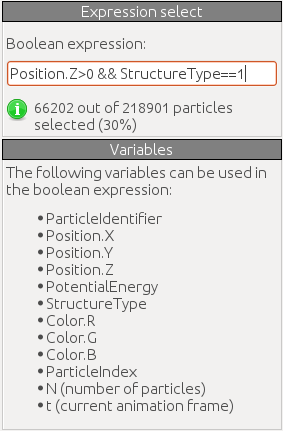 Expression select
Boolean expression:
Position.Z>0 && StructureType==1
66202 out of 218901 particles
selected (30%)
Variables
The following variables can be used in
the boolean expression:
• ParticleIdentifier
• Position.X
• Position.Y
• Position.Z
• PotentialEnergy
• StructureType
• Color.R
• Color.G
• Color.B
• ParticleIndex
• N (number of particles)
• t (current animation frame)